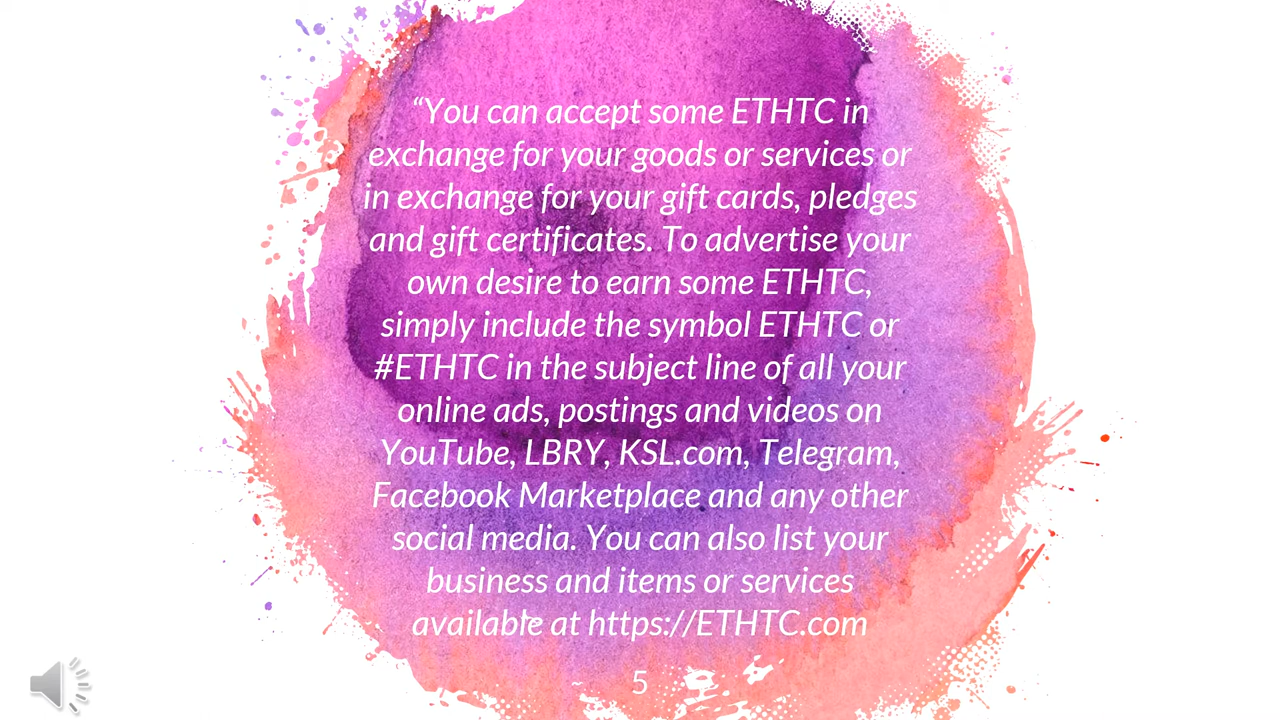 “You can accept some ETHTC in
exchange for your goods or services or
in exchange for your gift cards, pledges
and gift certificates. To advertise your
own desire to earn some ETHTC,
simply include the symbol ETHTC or
#ETHTC in the subject line of all your
online ads, postings and videos on
YouTube, LBRY, KSL.com, Telegram,
Facebook Marketplace and any other
social media. You can also list your
business and items or services
available at https://ETHTC.com
5